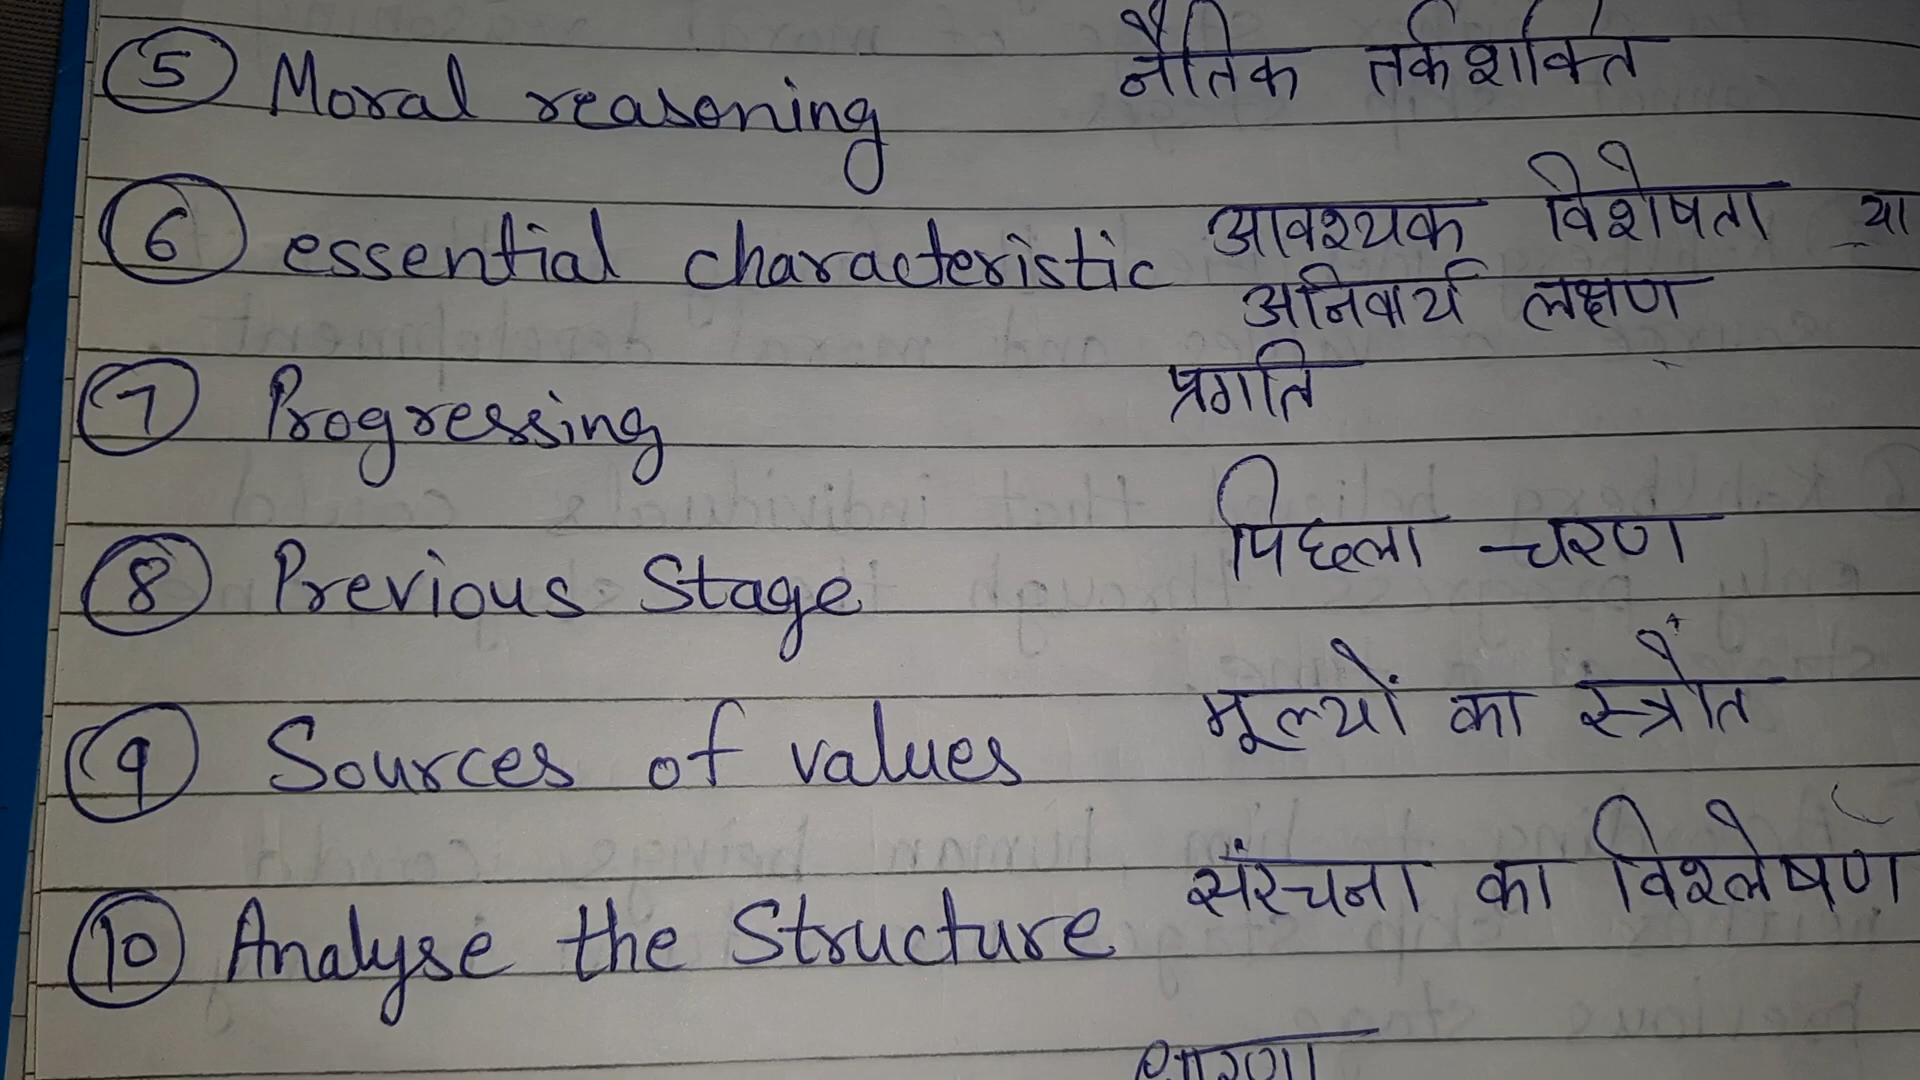 ⑤ Moral reasoning नैतिक तर्कशक्ति
⑥ essential characteristic आवश्यक विशेषता या
अनिवार्य लक्षण
⑦ Progressing प्रगति
⑧ Previous Stage पिछला चरण
⑨ Sources of values मूल्यों का स्त्रोत
⑩ Analyse the Structure संरचना का विश्लेषण